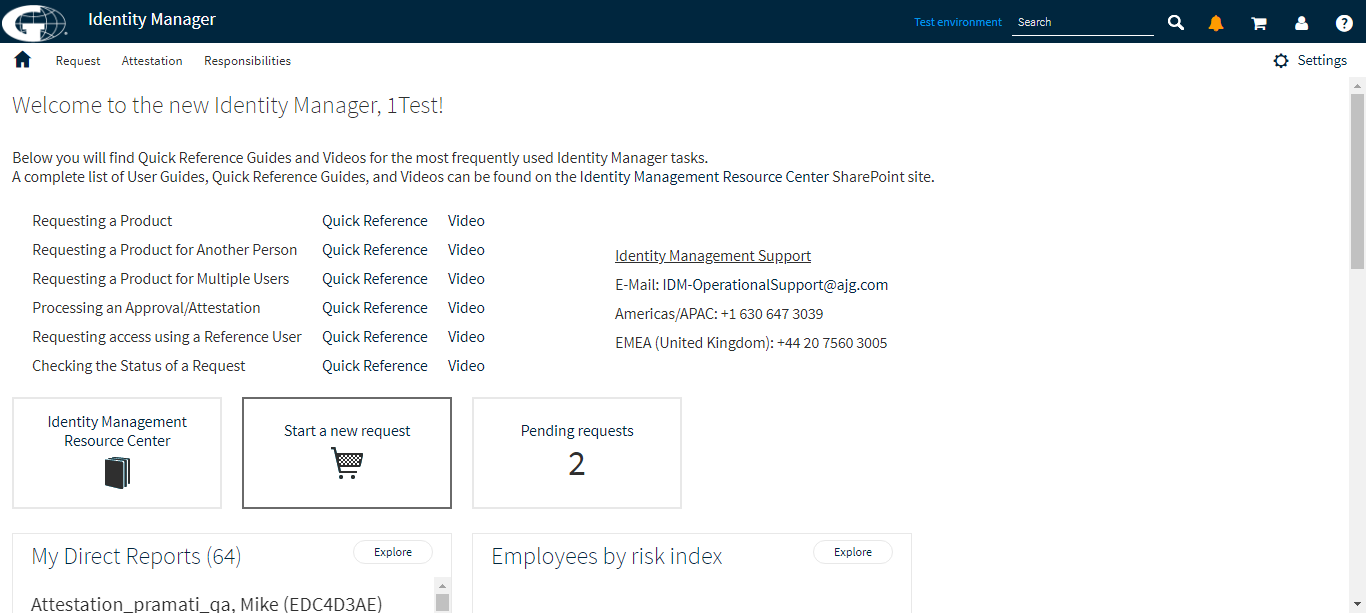 Identity Manager
Test environment
Search
Request Attestation Responsibilities
Settings
Welcome to the new Identity Manager, 1Test!
Below you will find Quick Reference Guides and Videos for the most frequently used Identity Manager tasks.
A complete list of User Guides, Quick Reference Guides, and Videos can be found on the Identity Management Resource Center SharePoint site.
Requesting a Product Quick Reference Video
Requesting a Product for Another Person Quick Reference Video
Requesting a Product for Multiple Users Quick Reference Video
Processing an Approval/Attestation Quick Reference Video
Requesting access using a Reference User Quick Reference Video
Checking the Status of a Request Quick Reference Video
Identity Management Support
E-Mail: IDM-OperationalSupport@ajg.com
Americas/APAC: +1 630 647 3039
EMEA (United Kingdom): +44 20 7560 3005
Identity Management
Resource Center
Start a new request
Pending requests
2
My Direct Reports (64)
Explore
Attestation_pramati_qa, Mike (EDC4D3AE)
Employees by risk index
Explore